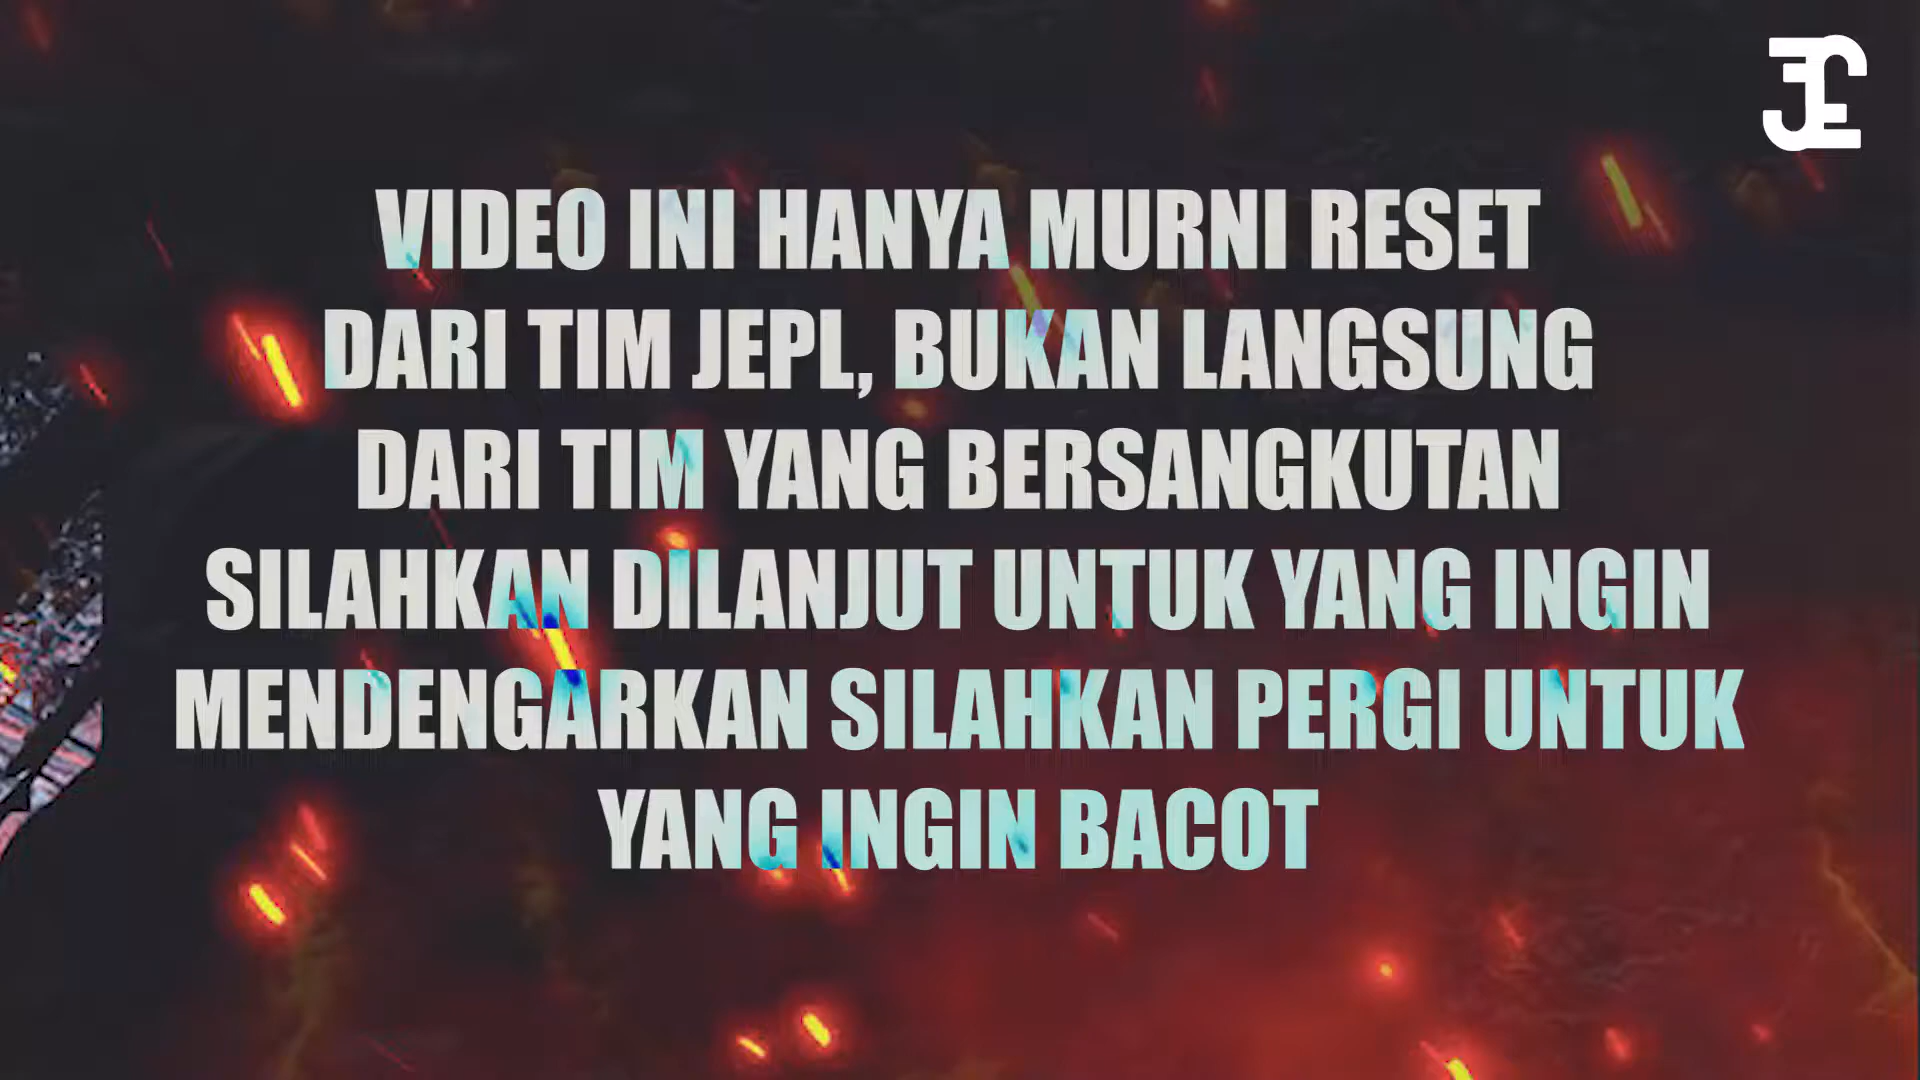 VIDEO INI HANYA MURNI RESET
DARI TIM JEPL, BUKAN LANGSUNG
DARI TIM YANG BERSANGKUTAN
SILAHKAN DILANJUT UNTUK YANG INGIN
MENDENGARKAN SILAHKAN PERGI UNTUK
YANG INGIN BACOT